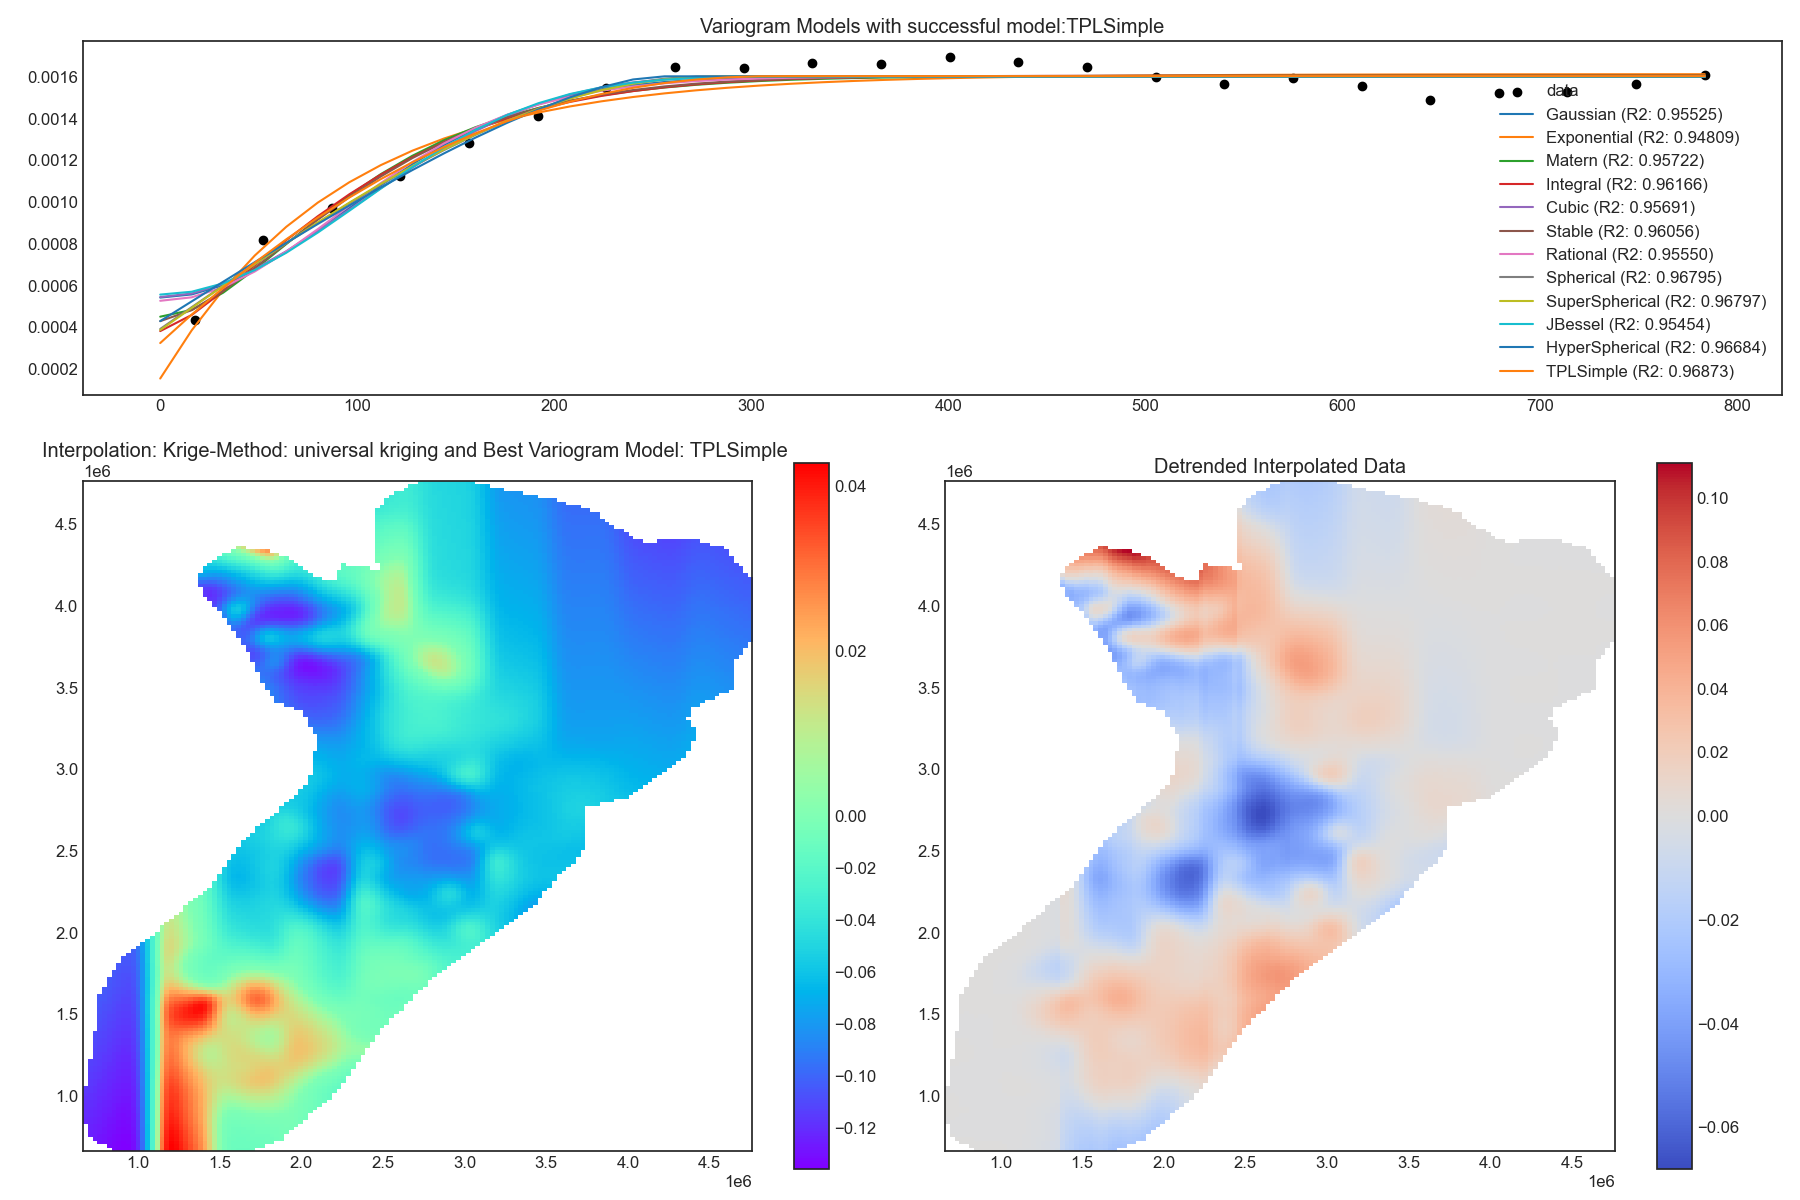 Variogram Models with successful model:TPLSimple
0.0016
0.0014
0.0012
0.0010
0.0008
0.0006
0.0004
0.0002
data
Gaussian (R2: 0.95525)
Exponential (R2: 0.94809)
Matern (R2: 0.95722)
Integral (R2: 0.96166)
Cubic (R2: 0.95691)
Stable (R2: 0.96056)
Rational (R2: 0.95550)
Spherical (R2: 0.96795)
SuperSpherical (R2: 0.96797)
JBessel (R2: 0.95454)
HyperSpherical (R2: 0.96684)
TPLSimple (R2: 0.96873)
0 100 200 300 400 500 600 700 800
Interpolation: Krige-Method: universal kriging and Best Variogram Model: TPLSimple
1e6
4.5
4.0
3.5
3.0
2.5
2.0
1.5
1.0
1.0 1.5 2.0 2.5 3.0 3.5 4.0 4.5
1e6
0.04
0.02
0.00
−0.02
−0.04
−0.06
−0.08
−0.10
−0.12
Detrended Interpolated Data
1e6
4.5
4.0
3.5
3.0
2.5
2.0
1.5
1.0
1.0 1.5 2.0 2.5 3.0 3.5 4.0 4.5
1e6
0.10
0.08
0.06
0.04
0.02
0.00
−0.02
−0.04
−0.06